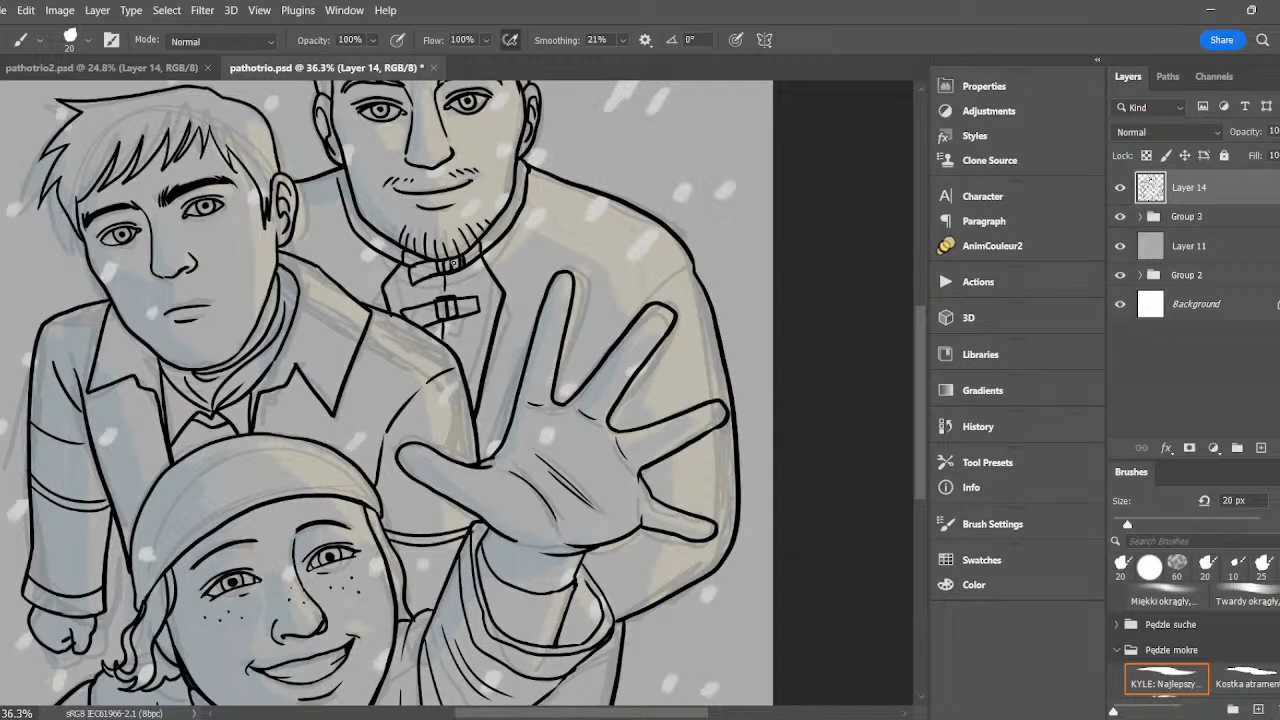 Edit Image Layer Type Select Filter 3D View Plugins Window Help
20 Mode: Normal Opacity: 100% Flow: 100% Smoothing: 21% 0° Share
pathotrio2.psd @ 24.8% (Layer 14, RGB/8) × pathotrio.psd @ 36.3% (Layer 14, RGB/8) * ×
Properties
Adjustments
Styles
Clone Source
Character
Paragraph
AnimCouleur2
Actions
3D
Libraries
Gradients
History
Tool Presets
Info
Brush Settings
Swatches
Color
Layers Paths Channels
Kind
Normal Opacity:
Lock: Fill:
Layer 14
Group 3
Layer 11
Group 2
Background
Brushes
Size: 20 px
Search Brushes
20 60 20 10 25
Miękki okrągły,... Twardy okrągły,
Pędzle suche
Pędzle mokre
KYLE: Najlepszy... Kostka atrament
36.3% sRGB IEC61966-2.1 (8bpc)